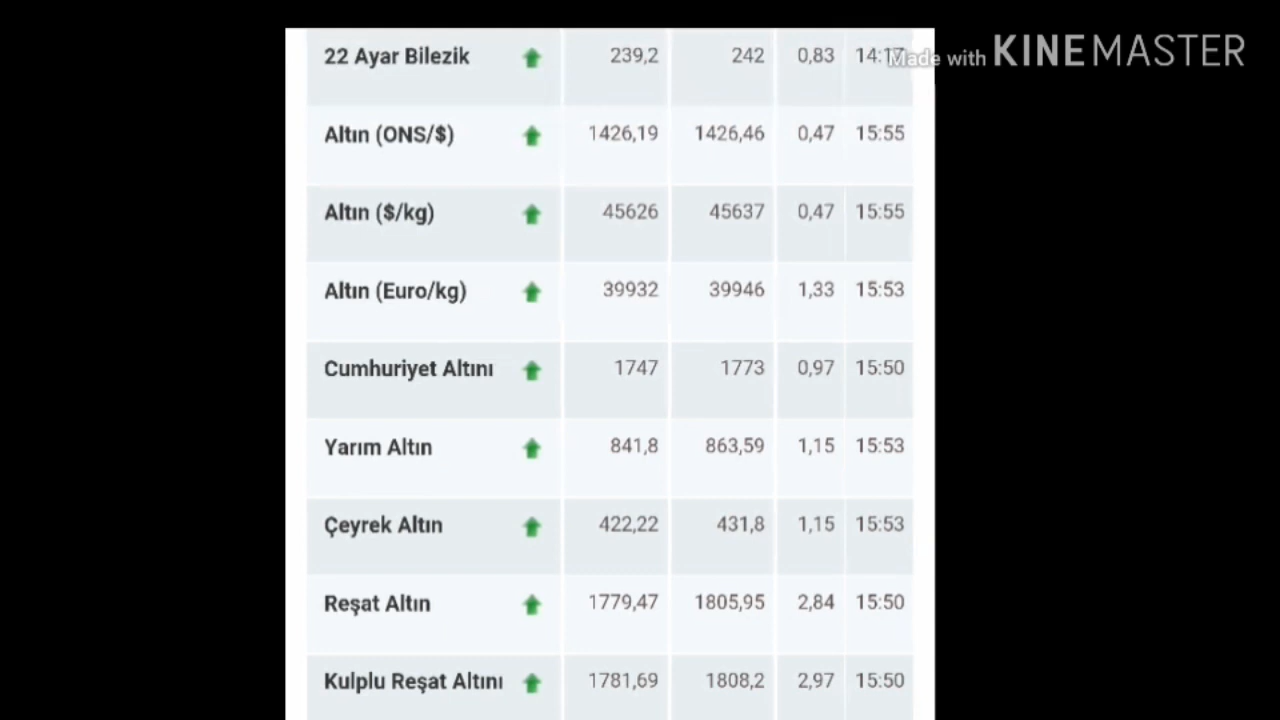 22 Ayar Bilezik 239,2 242 0,83 14:17
Made with KINEMASTER
Altın (ONS/$) 1426,19 1426,46 0,47 15:55
Altın ($/kg) 45626 45637 0,47 15:55
Altın (Euro/kg) 39932 39946 1,33 15:53
Cumhuriyet Altını 1747 1773 0,97 15:50
Yarım Altın 841,8 863,59 1,15 15:53
Çeyrek Altın 422,22 431,8 1,15 15:53
Reşat Altın 1779,47 1805,95 2,84 15:50
Kulplu Reşat Altını 1781,69 1808,2 2,97 15:50